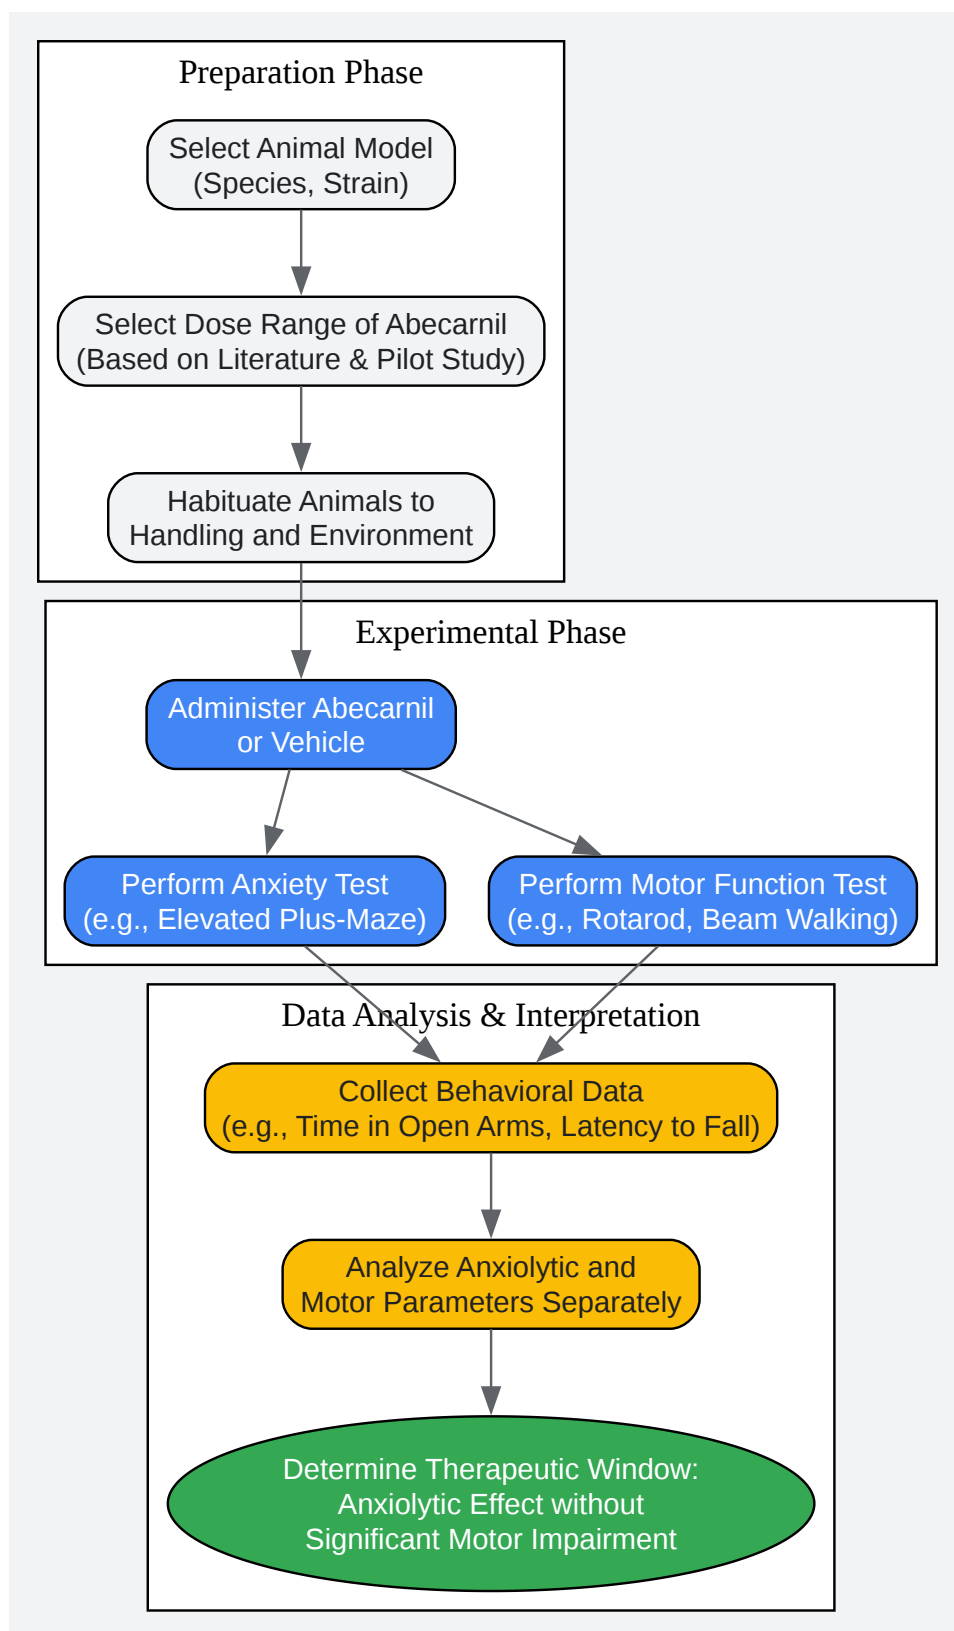 Preparation Phase
Select Animal Model
(Species, Strain)
Select Dose Range of Abecarnil
(Based on Literature & Pilot Study)
Habituate Animals to
Handling and Environment
Experimental Phase
Administer Abecarnil
or Vehicle
Perform Anxiety Test
(e.g., Elevated Plus-Maze)
Perform Motor Function Test
(e.g., Rotarod, Beam Walking)
Data Analysis & Interpretation
Collect Behavioral Data
(e.g., Time in Open Arms, Latency to Fall)
Analyze Anxiolytic and
Motor Parameters Separately
Determine Therapeutic Window:
Anxiolytic Effect without
Significant Motor Impairment